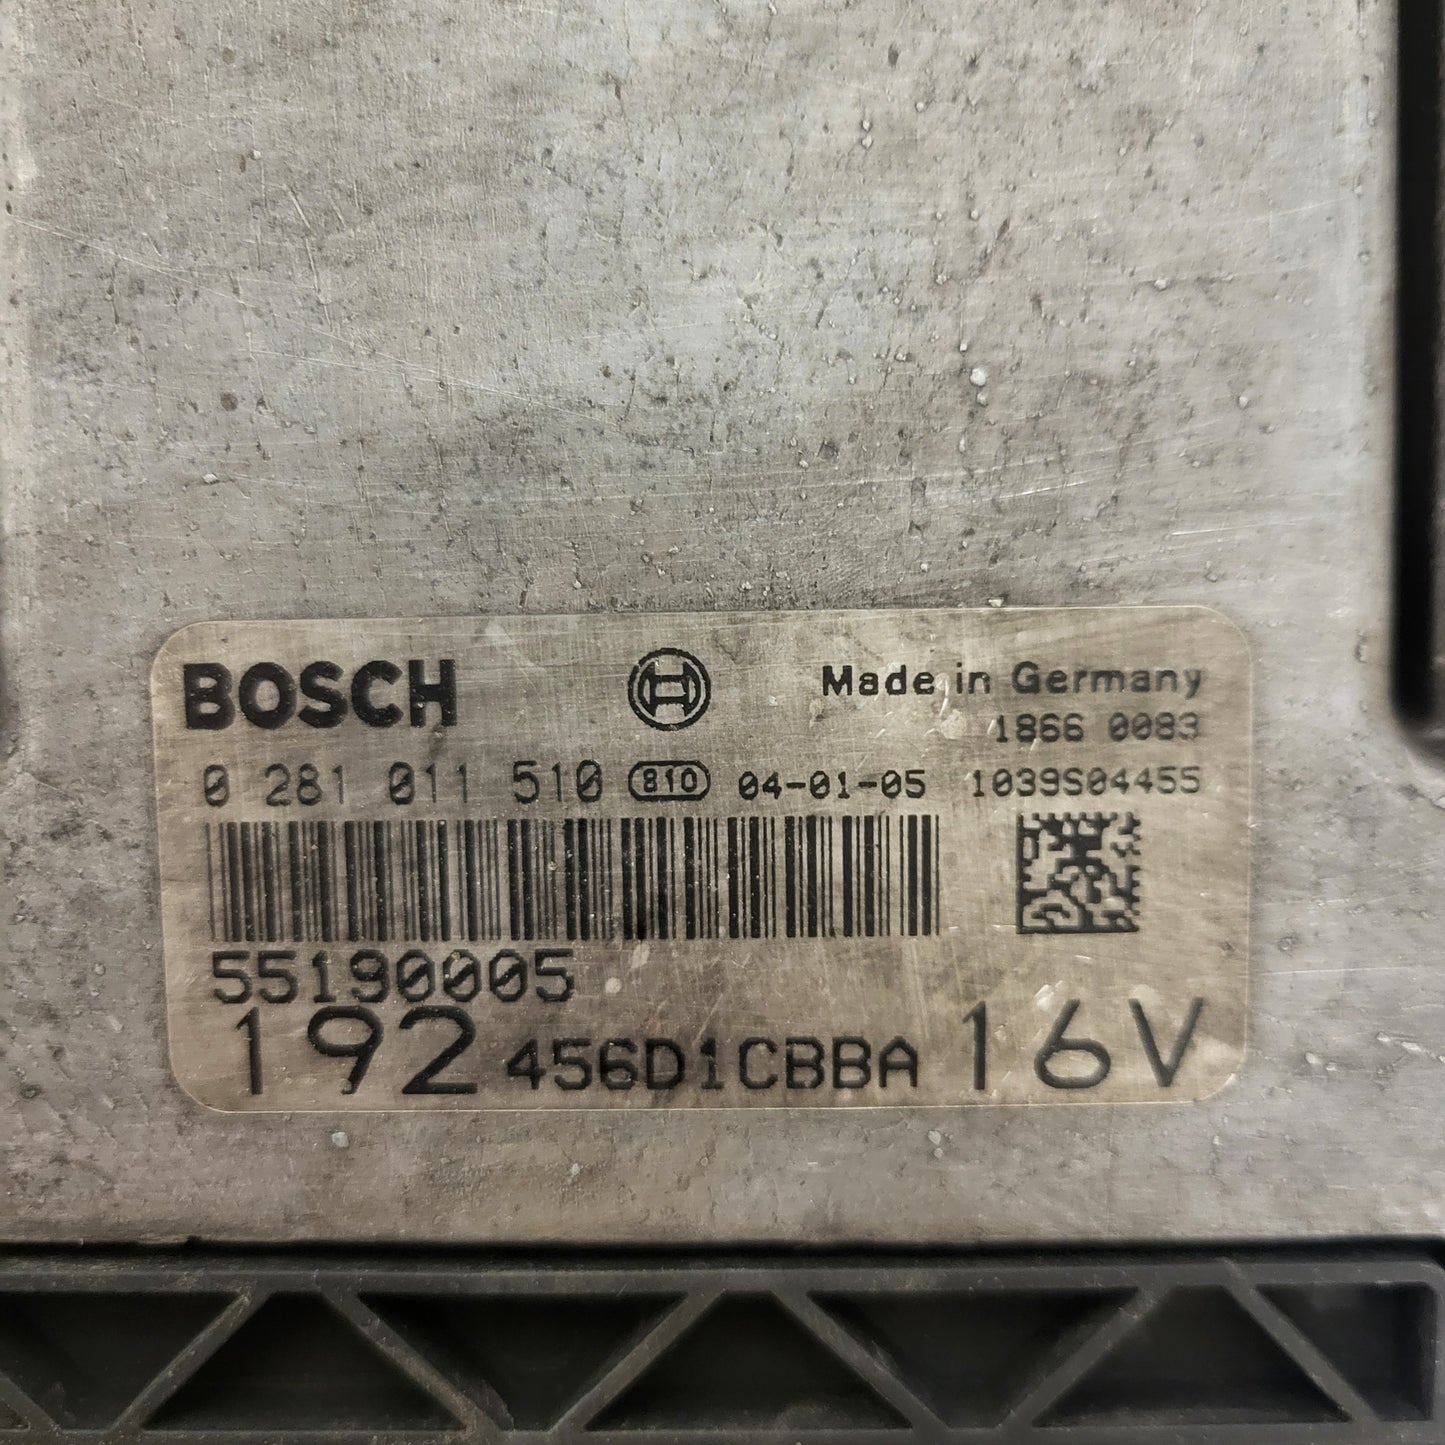 BOSCH Made in Germany
1866 0083
0 281 011 510 810 04-01-05 1039S04455
55190005
192 456D1CBBA 16V